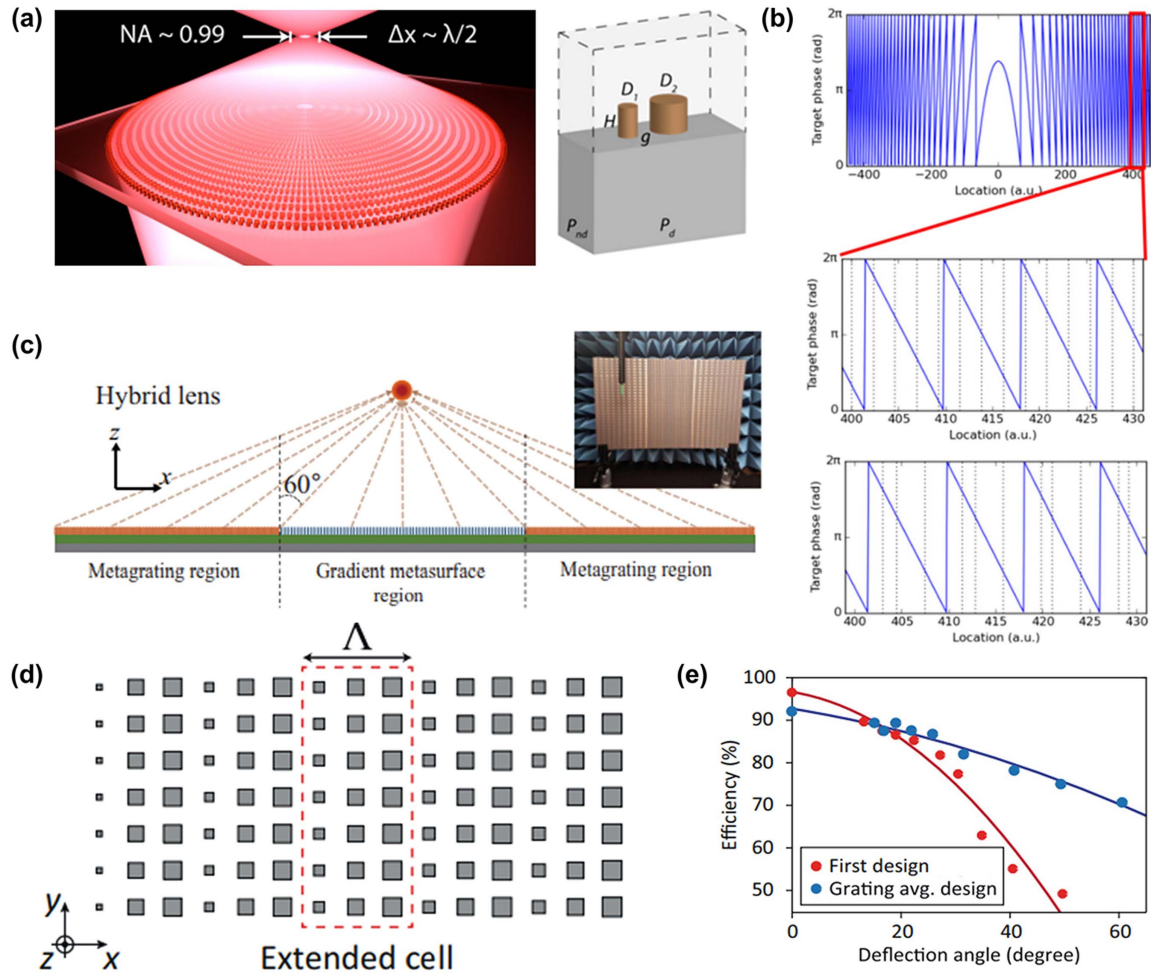 (a)
NA ~ 0.99
Δx ~ λ/2
D1
D2
H
g
Pnd
Pd
(b)
Target phase (rad)
2π
π
0
-400
-200
0
200
400
Location (a.u.)
Target phase (rad)
2π
π
0
400
405
410
415
420
425
430
Location (a.u.)
Target phase (rad)
2π
π
0
400
405
410
415
420
425
430
Location (a.u.)
(c)
Hybrid lens
z
x
60°
Metagrating region
Gradient metasurface
region
Metagrating region
(d)
Λ
y
z
x
Extended cell
(e)
Efficiency (%)
100
90
80
70
60
50
First design
Grating avg. design
0
20
40
60
Deflection angle (degree)